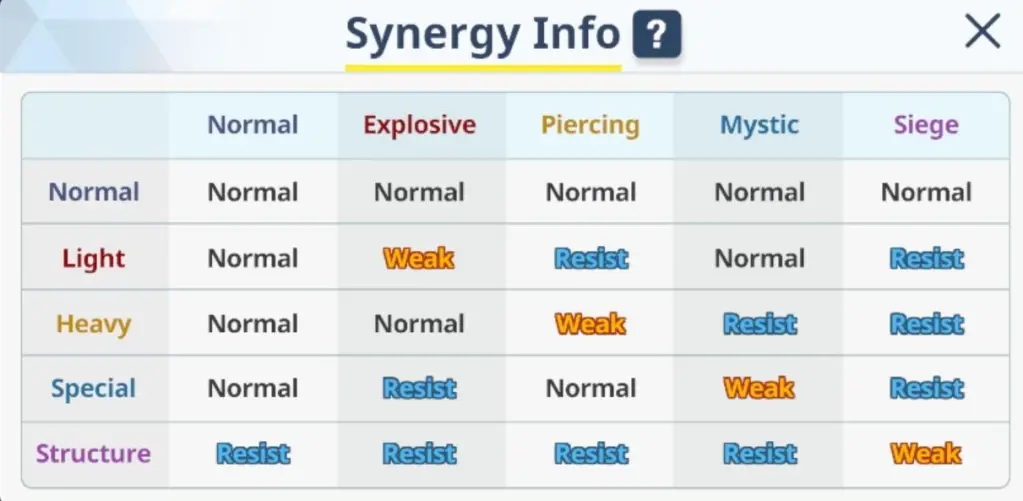 Synergy Info ?
Normal Explosive Piercing Mystic Siege
Normal Normal Normal Normal Normal Normal
Light Normal Weak Resist Normal Resist
Heavy Normal Normal Weak Resist Resist
Special Normal Resist Normal Weak Resist
Structure Resist Resist Resist Resist Weak